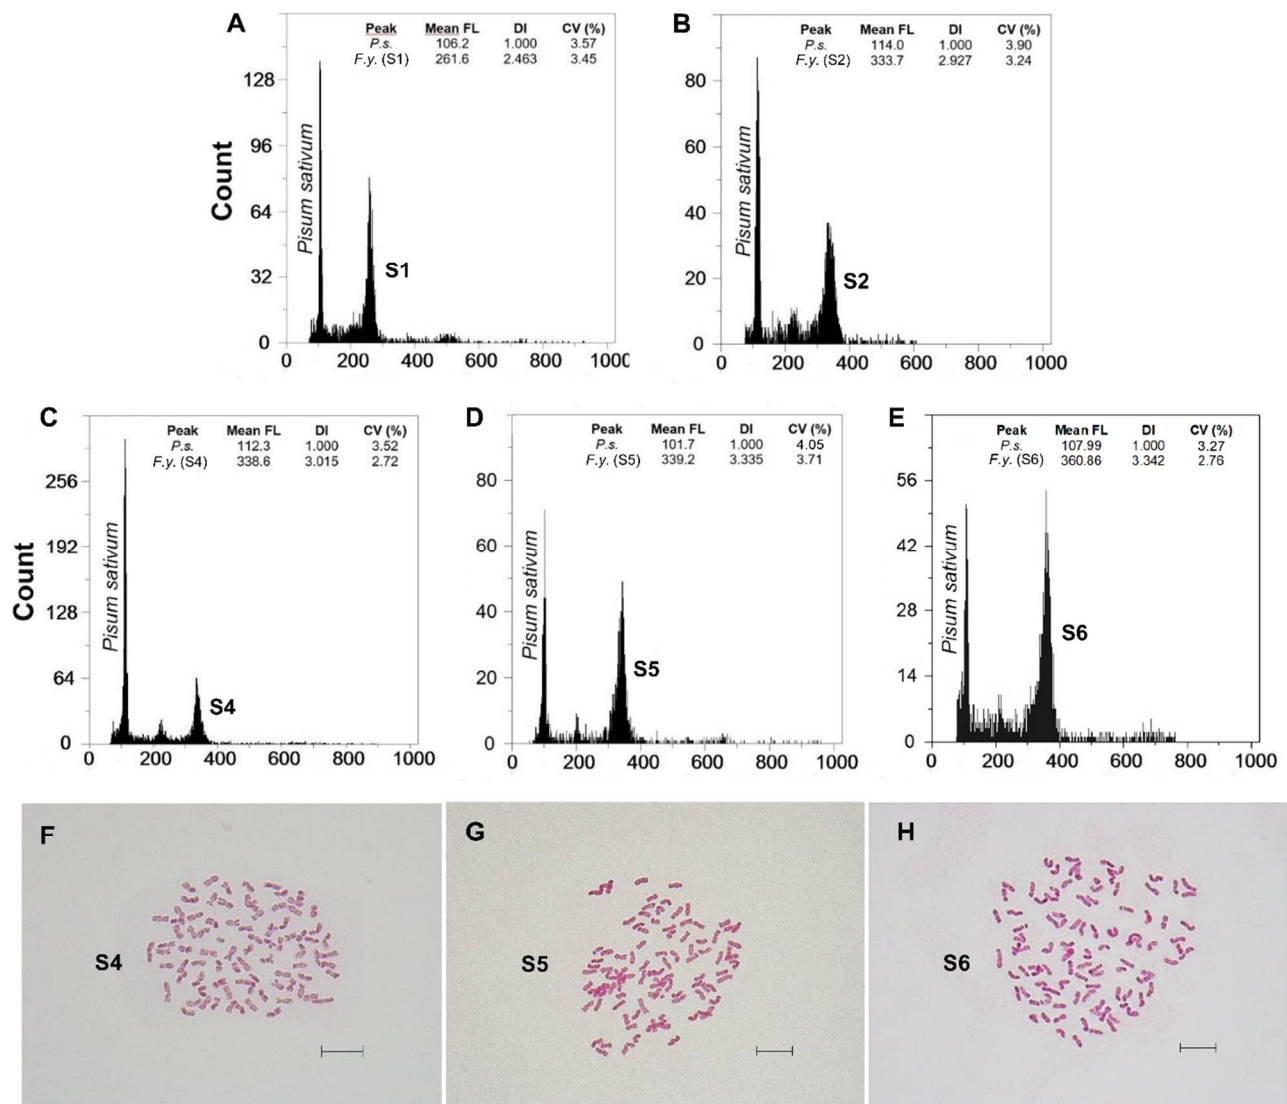 A
Peak Mean FL DI CV (%)
P.s. 106.2 1.000 3.57
F.y. (S1) 261.6 2.463 3.45
128
96
64
32
0
Count
Pisum sativum
S1
0 200 400 600 800 1000
B
Peak Mean FL DI CV (%)
P.s. 114.0 1.000 3.90
F.y. (S2) 333.7 2.927 3.24
80
60
40
20
0
Pisum sativum
S2
0 200 400 600 800 1000
C
Peak Mean FL DI CV (%)
P.s. 112.3 1.000 3.52
F.y. (S4) 338.6 3.015 2.72
256
192
128
64
0
Count
Pisum sativum
S4
0 200 400 600 800 1000
D
Peak Mean FL DI CV (%)
P.s. 101.7 1.000 4.05
F.y. (S5) 339.2 3.335 3.71
80
60
40
20
0
Pisum sativum
S5
0 200 400 600 800 1000
E
Peak Mean FL DI CV (%)
P.s. 107.99 1.000 3.27
F.y. (S6) 360.86 3.342 2.76
56
42
28
14
0
Pisum sativum
S6
0 200 400 600 800 1000
F
S4
G
S5
H
S6